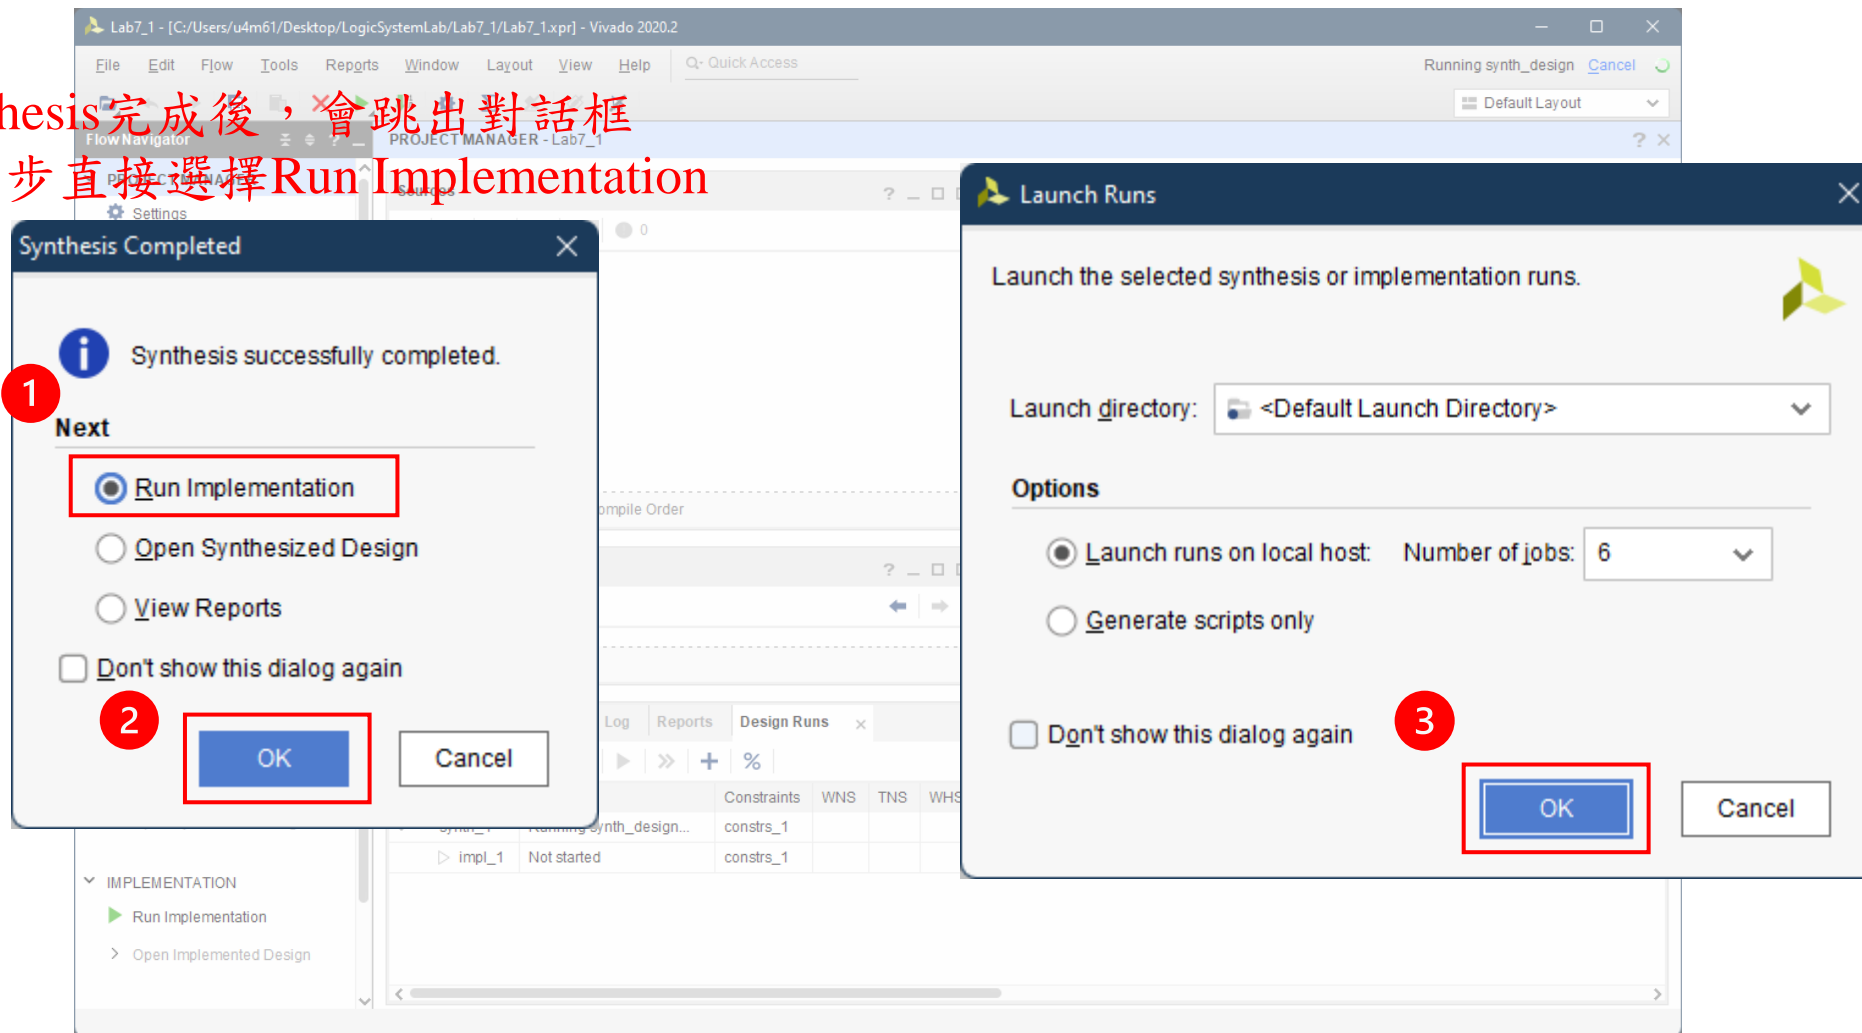 Lab7_1 - [C:/Users/u4m61/Desktop/LogicSystemLab/Lab7_1/Lab7_1.xpr] - Vivado 2020.2
File Edit Flow Tools Reports Window Layout View Help Quick Access
Running synth_design Cancel
hesis完成後，會跳出對話框
Default Layout
Flow Navigator
PROJECT MANAGER - Lab7_1
步直接選擇Run Implementation
PROJECT MANAGER
Sources
Settings
0
Synthesis Completed
Synthesis successfully completed.
1
Next
Run Implementation
Open Synthesized Design
View Reports
Don't show this dialog again
2
OK Cancel
ompile Order
Log Reports Design Runs
Constraints WNS TNS WHS
synth_1 Running synth_design... constrs_1
impl_1 Not started constrs_1
IMPLEMENTATION
Run Implementation
Open Implemented Design
Launch Runs
Launch the selected synthesis or implementation runs.
Launch directory: <Default Launch Directory>
Options
Launch runs on local host: Number of jobs: 6
Generate scripts only
Don't show this dialog again
3
OK Cancel